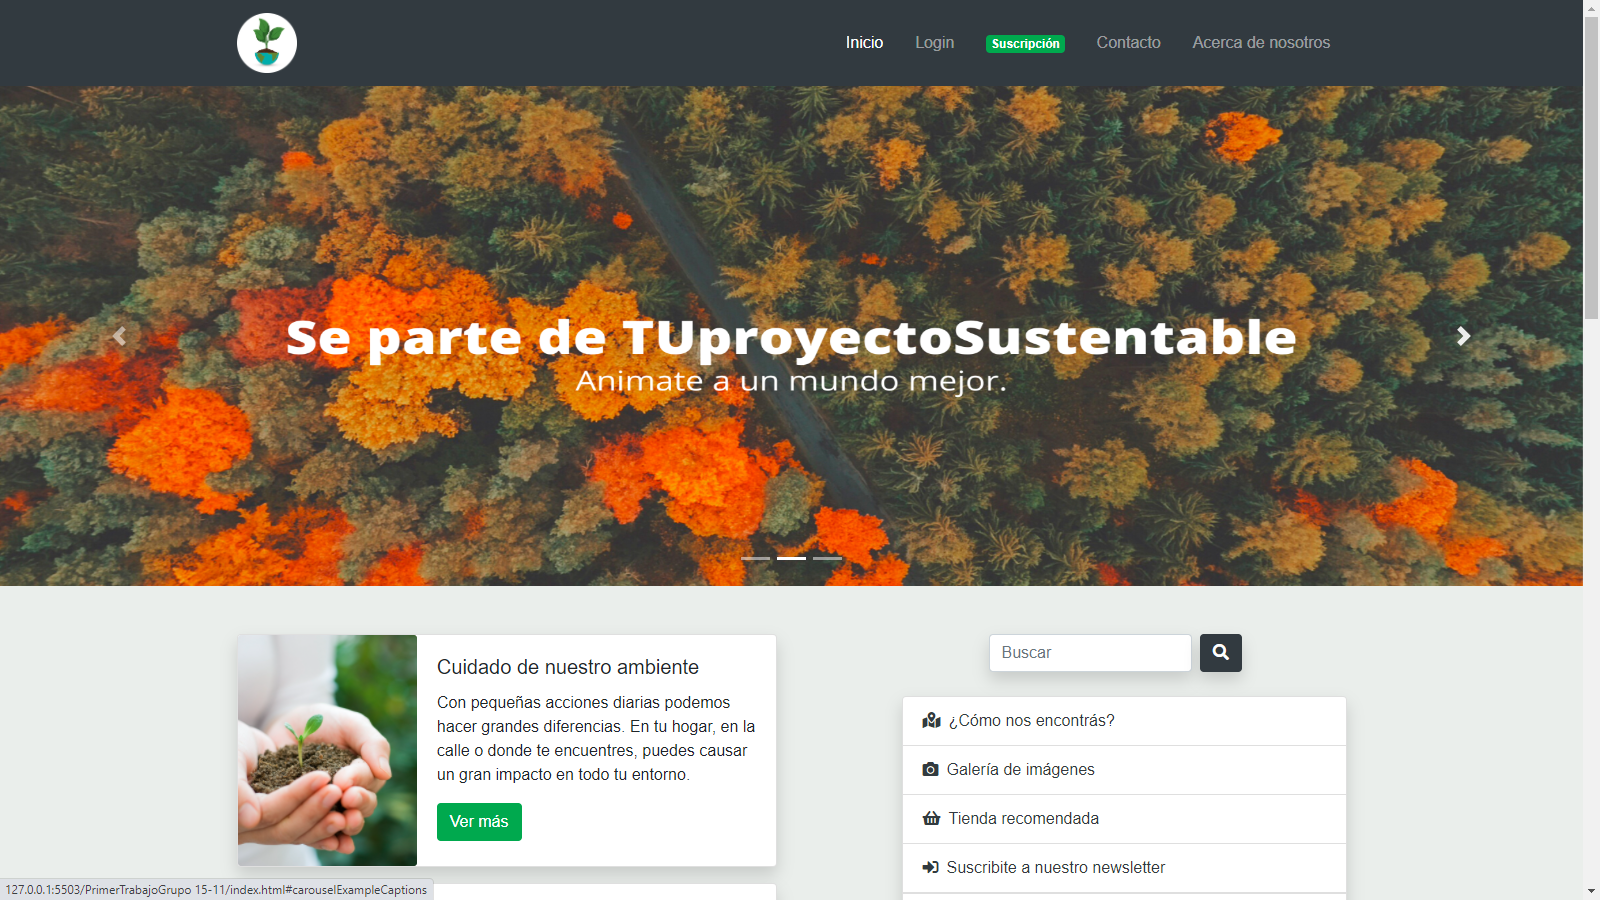 Inicio Login Suscripción Contacto Acerca de nosotros
Se parte de TUproyectoSustentable
Animate a un mundo mejor.
Cuidado de nuestro ambiente
Con pequeñas acciones diarias podemos
hacer grandes diferencias. En tu hogar, en la
calle o donde te encuentres, puedes causar
un gran impacto en todo tu entorno.
Ver más
Buscar
¿Cómo nos encontrás?
Galería de imágenes
Tienda recomendada
Suscribite a nuestro newsletter
127.0.0.1:5503/PrimerTrabajoGrupo 15-11/index.html#carouselExampleCaptions